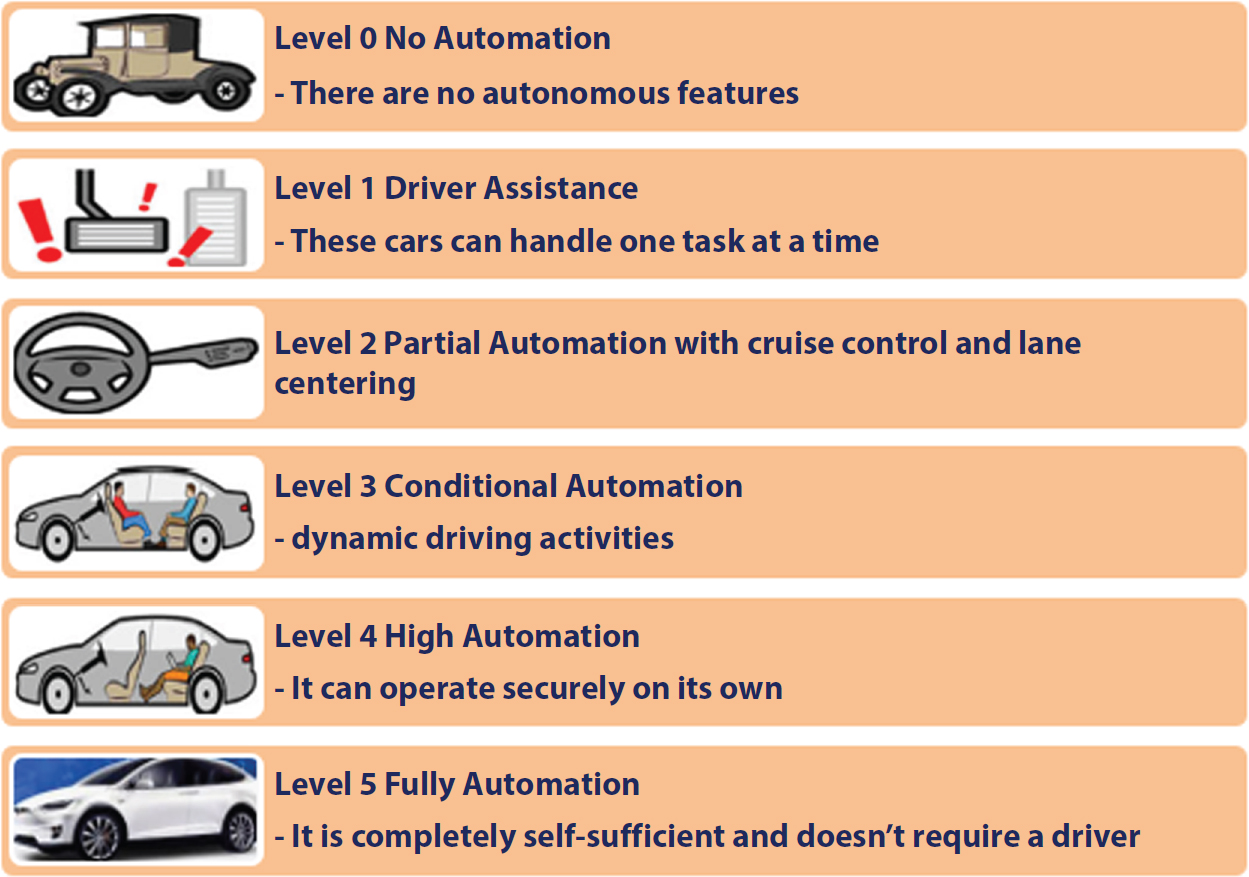 Level 0 No Automation
- There are no autonomous features
Level 1 Driver Assistance
- These cars can handle one task at a time
Level 2 Partial Automation with cruise control and lane
centering
Level 3 Conditional Automation
- dynamic driving activities
Level 4 High Automation
- It can operate securely on its own
Level 5 Fully Automation
- It is completely self-sufficient and doesn’t require a driver